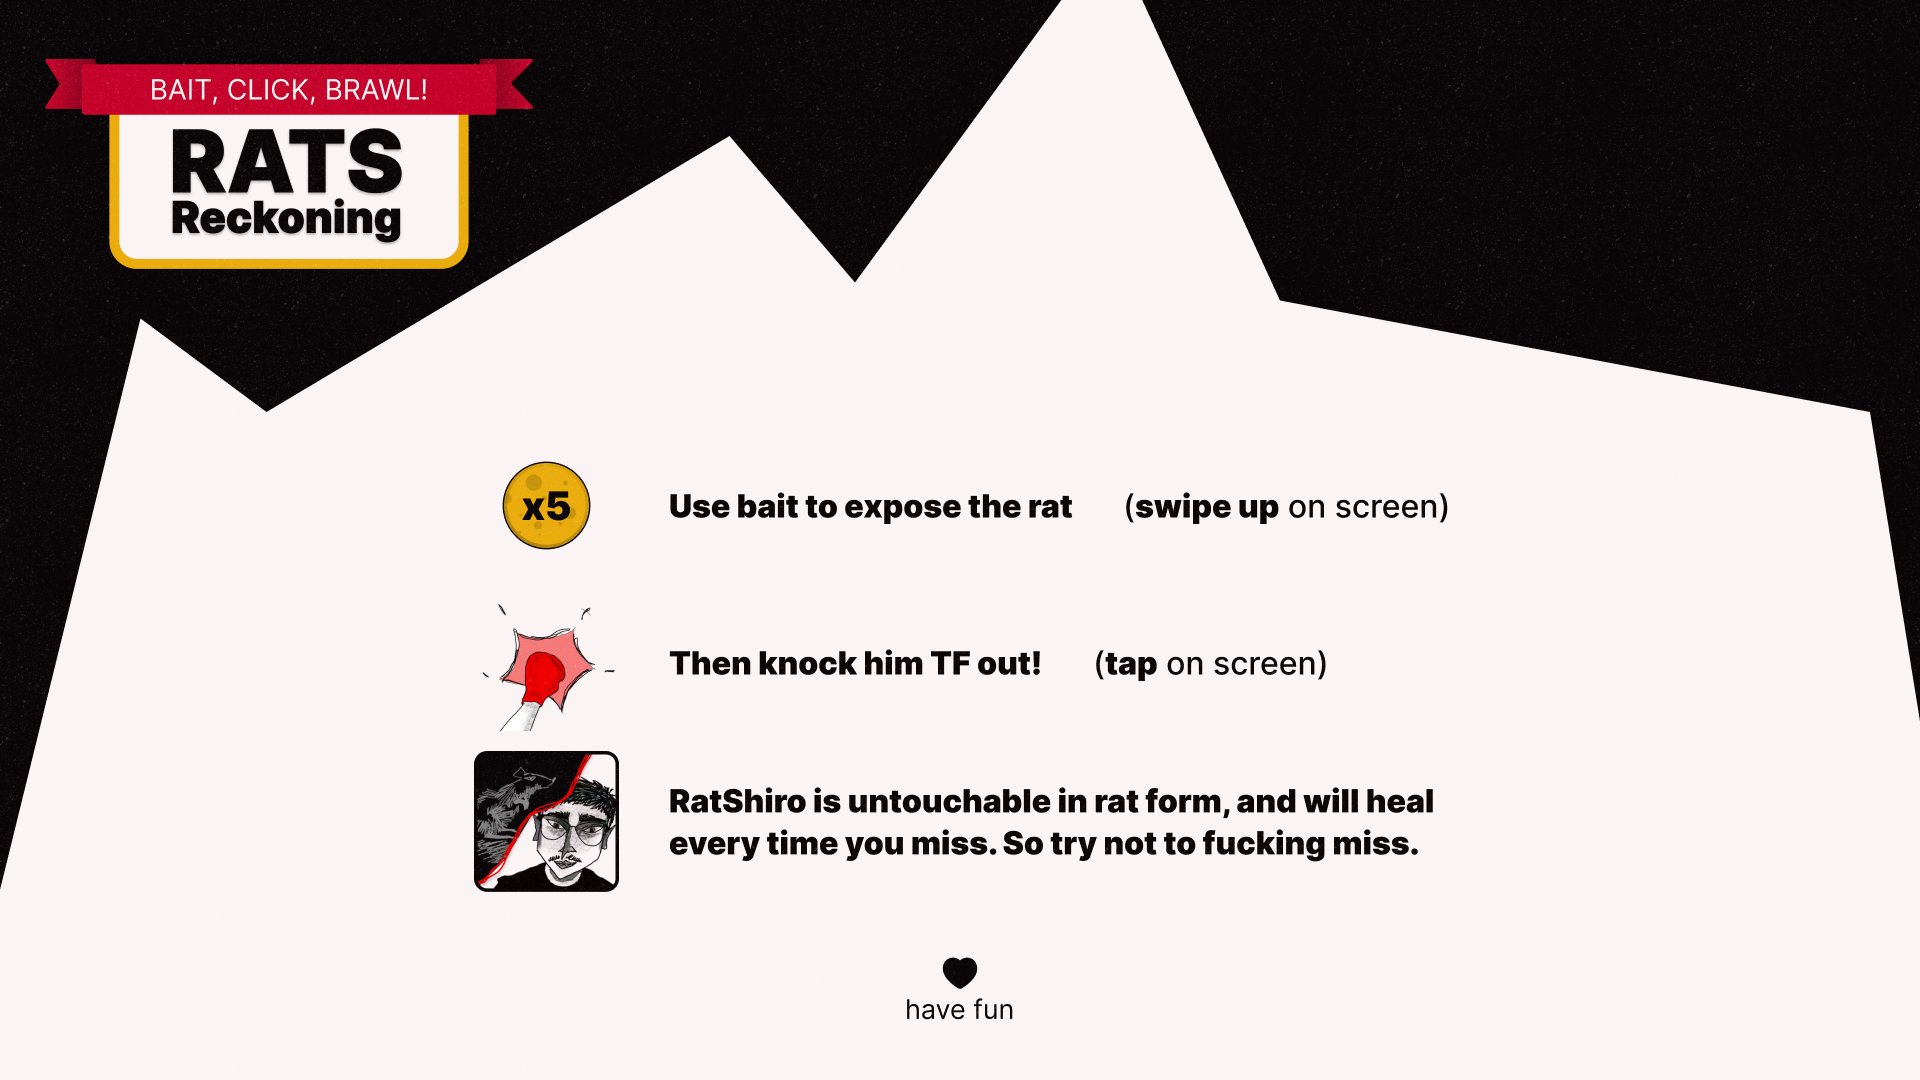 BAIT, CLICK, BRAWL!
RATS
Reckoning
x5
Use bait to expose the rat (swipe up on screen)
Then knock him TF out! (tap on screen)
RatShiro is untouchable in rat form, and will heal
every time you miss. So try not to fucking miss.
have fun